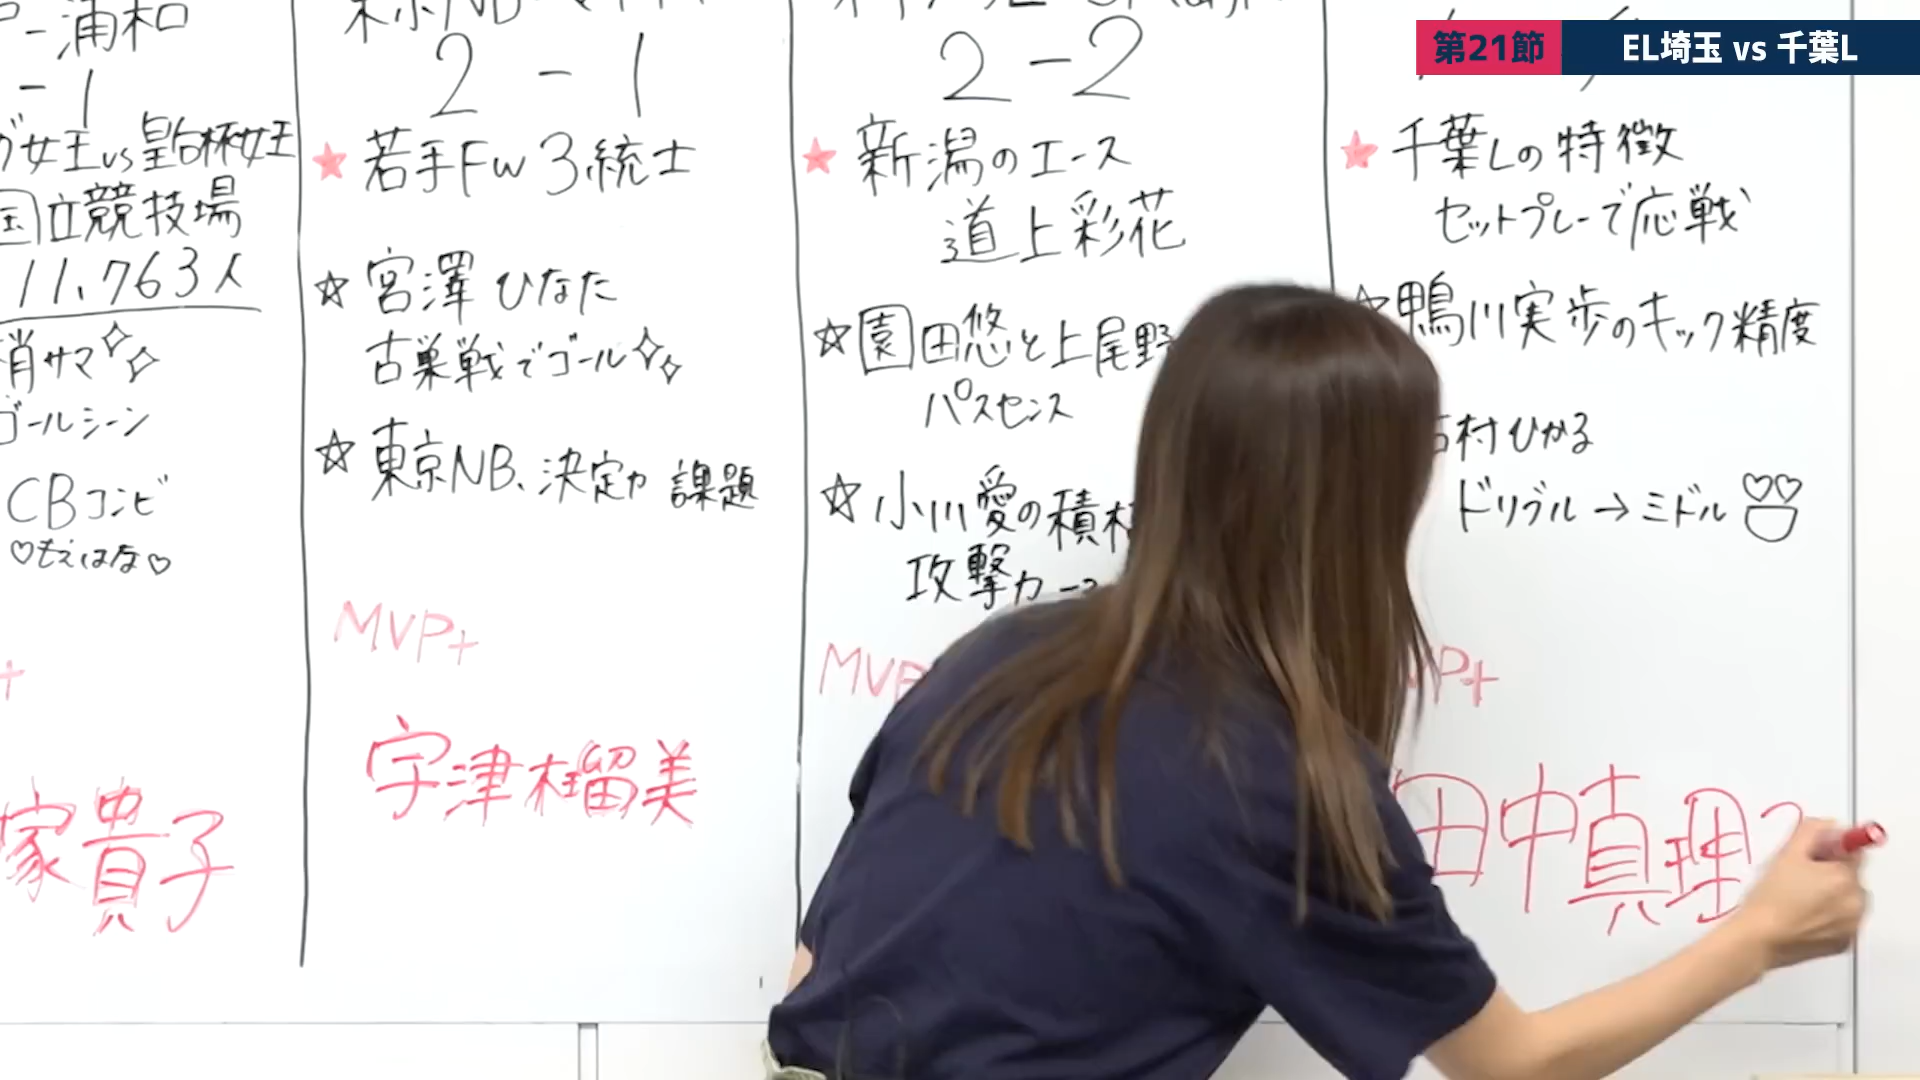 第21節
EL埼玉 vs 千葉L
-浦和
-1
女王vs皇后杯女王
国立競技場
11,763人
サマ
ゴールシーン
CBコンビ
♡もえはな♡
+
塚貴子
2-1
★若手FW3銃士
☆宮澤ひなた
古巣戦でゴール
☆東京NB、決定力 課題
MVP+
宇津木瑠美
2-2
★新潟のエース
道上彩花
☆園田悠と上尾野
パスセンス
☆小川愛の積
攻撃カ
MVP
★千葉Lの特徴
セットプレーで応戦
鴨川実歩のキック精度
村ひかる
ドリブル→ミドル
P+
田中真理